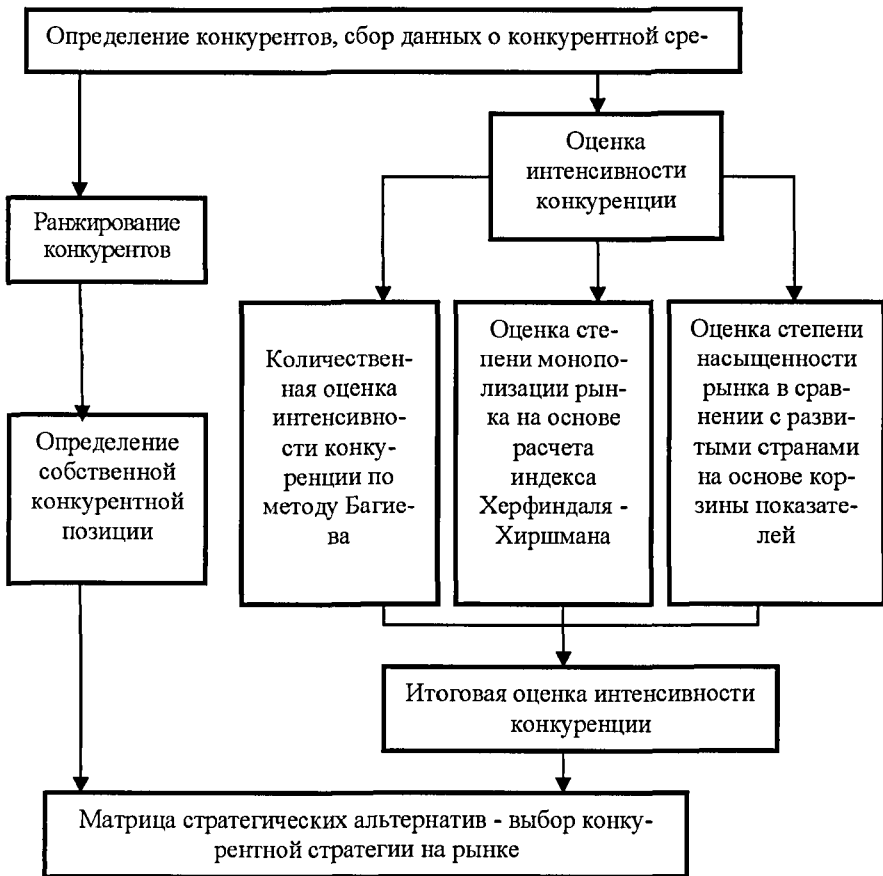 Определение конкурентов, сбор данных о конкурентной сре-
Оценка
интенсивности
конкуренции
Ранжирование
конкурентов
Количествен-
ная оценка
интенсивно-
сти конку-
ренции по
методу Багие-
ва
Оценка сте-
пени монопо-
лизации рын-
ка на основе
расчета
индекса
Херфиндаля -
Хиршмана
Оценка степени
насыщенности
рынка в срав-
нении с разви-
тыми странами
на основе кор-
зины показате-
лей
Определение
собственной
конкурентной
позиции
Итоговая оценка интенсивности
конкуренции
Матрица стратегических альтернатив - выбор конку-
рентной стратегии на рынке